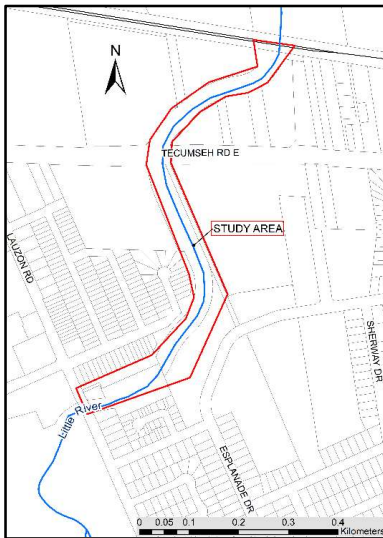 N
TECUMSEH RD E
STUDY AREA
LAUZON RD
SHERWAY DR
Little River
ESPLANADE DR
0 0.05 0.1 0.2 0.3 0.4
Kilometers